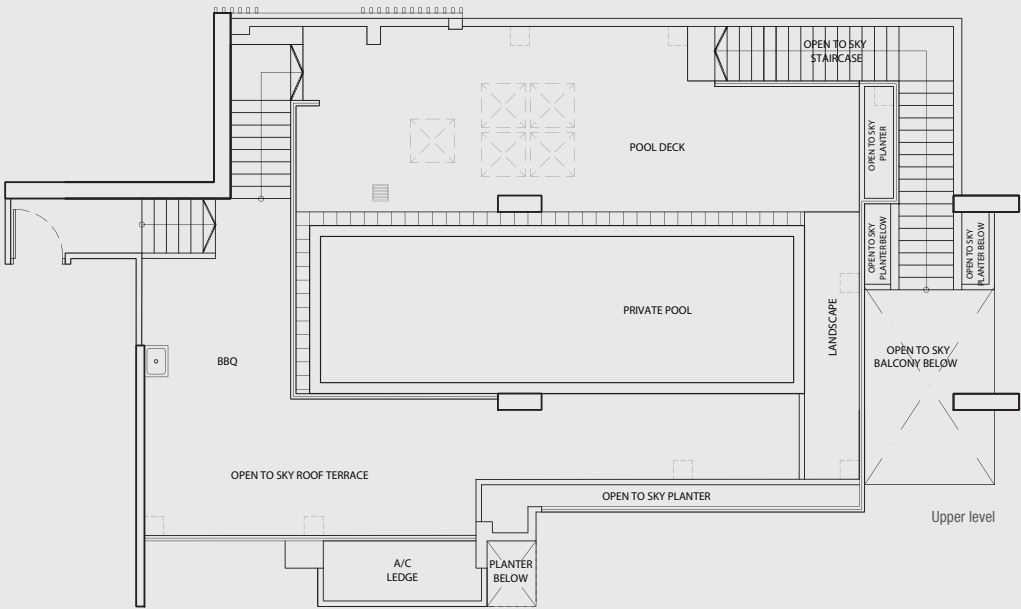 OPEN TO SKY
STAIRCASE
POOL DECK
OPEN TO SKY
PLANTER
OPEN TO SKY
PLANTER BELOW
OPEN TO SKY
PLANTER BELOW
PRIVATE POOL
LANDSCAPE
BBQ
OPEN TO SKY
BALCONY BELOW
OPEN TO SKY ROOF TERRACE
OPEN TO SKY PLANTER
Upper level
A/C
LEDGE
PLANTER
BELOW